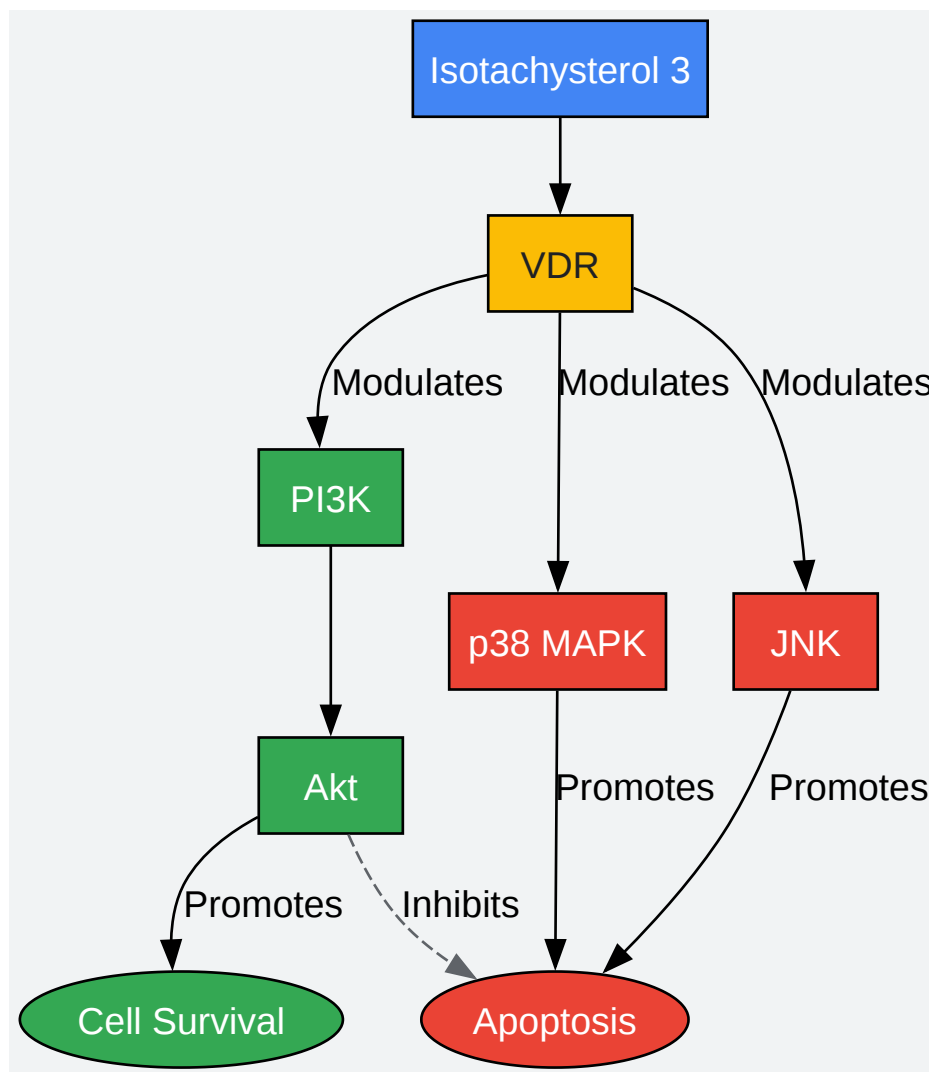 Isotachysterol 3
VDR
Modulates
Modulates
Modulates
PI3K
p38 MAPK
JNK
Akt
Promotes
Promotes
Promotes
Inhibits
Cell Survival
Apoptosis